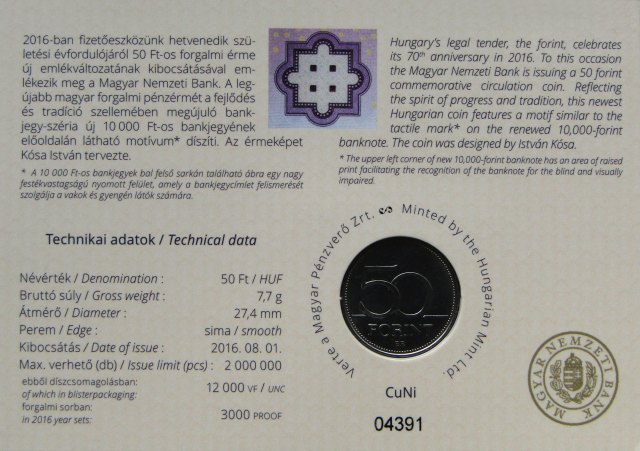 2016-ban fizetőeszközünk hetvenedik szü-
letési évfordulójáról 50 Ft-os forgalmi érme
új emlékváltozatának kibocsátásával em-
lékezik meg a Magyar Nemzeti Bank. A leg-
újabb magyar forgalmi pénzérmét a fejlődés
és tradíció szellemében megújuló bank-
jegy-széria új 10 000 Ft-os bankjegyének
előoldalán látható motívum* díszíti. Az érmeképet
Kósa István tervezte.
* A 10 000 Ft-os bankjegyek bal felső sarkán található ábra egy nagy
festékvastagságú nyomott felület, amely a bankjegycímlet felismerését
szolgálja a vakok és gyengén látók számára.
Hungary's legal tender, the forint, celebrates
its 70th anniversary in 2016. To this occasion
the Magyar Nemzeti Bank is issuing a 50 forint
commemorative circulation coin. Reflecting
the spirit of progress and tradition, this newest
Hungarian coin features a motif similar to the
tactile mark* on the renewed 10,000-forint
banknote. The coin was designed by István Kósa.
* The upper left corner of new 10,000-forint banknote has an area of raised
print facilitating the recognition of the banknote for the blind and visually
impaired.
Technikai adatok / Technical data
Névérték / Denomination : 50 Ft / HUF
Bruttó súly / Gross weight : 7,7 g
Átmérő / Diameter : 27,4 mm
Perem / Edge : sima / smooth
Kibocsátás / Date of issue : 2016. 08. 01.
Max. verhető (db) / Issue limit (pcs) : 2 000 000
ebből díszcsomagolásban:
of which in blisterpackaging: 12 000 VF / UNC
forgalmi sorban:
in 2016 year sets: 3000 PROOF
Verte a Magyar Pénzverő Zrt. Minted by the Hungarian Mint Ltd.
50
FORINT
BP.
CuNi
04391
MAGYAR NEMZETI BANK